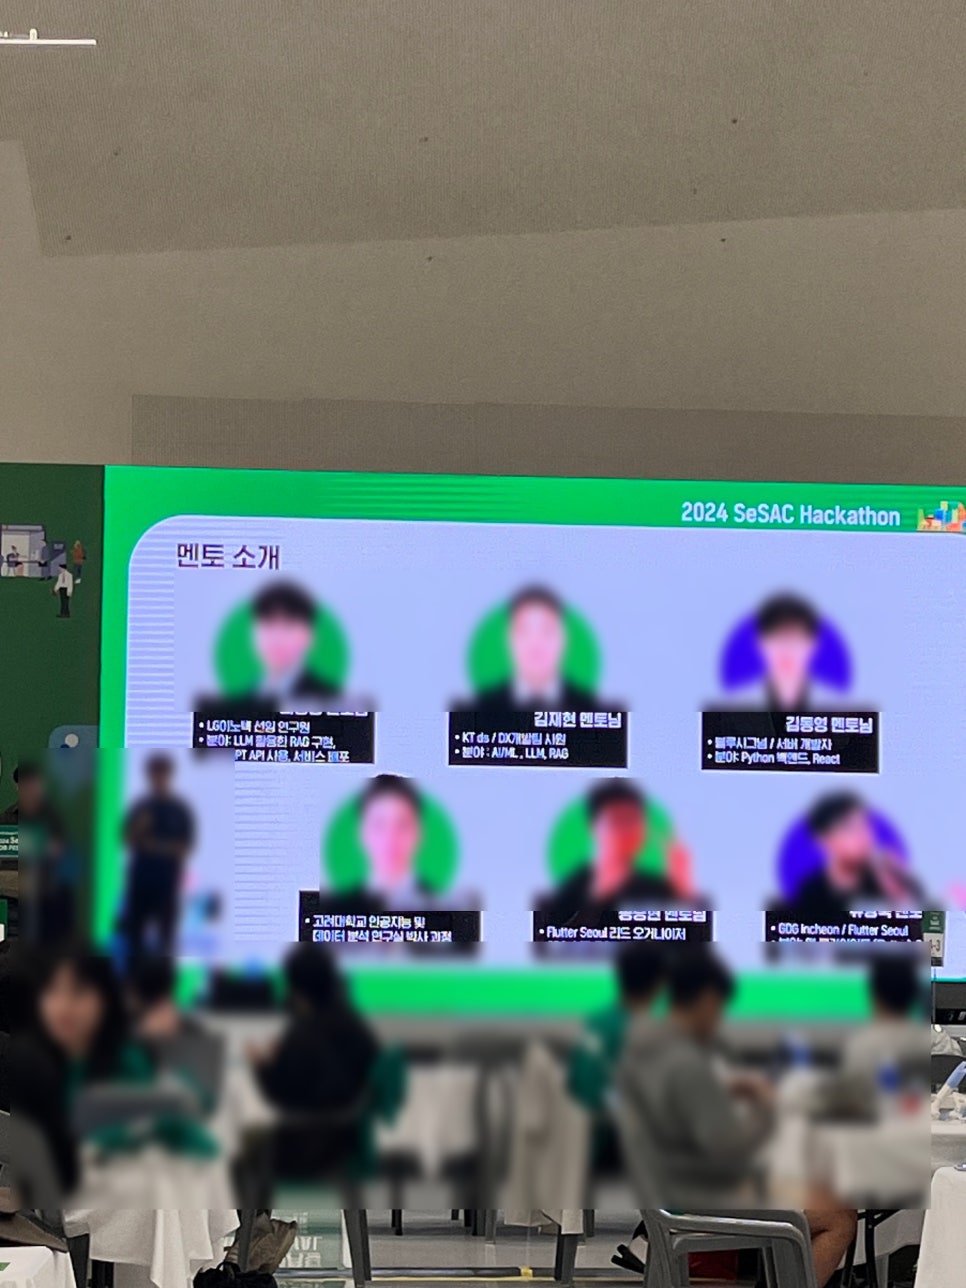 2024 SeSAC Hackathon
멘토 소개
• LG이노텍 선임 연구원
• 분야: LLM 활용한 RAG 구현,
PT API 사용, 서비스 배포
김재현 멘토님
• KT ds / DX개발팀 사원
• 분야 : AI/ML, LLM, RAG
김동영 멘토님
• 블루시그널 / 서버 개발자
• 분야: Python 백엔드, React
• 고려대학교 인공지능 및
데이터 분석 연구실 박사 과정
멘토님
• Flutter Seoul 리드 오거나이저
• GDG Incheon / Flutter Seoul